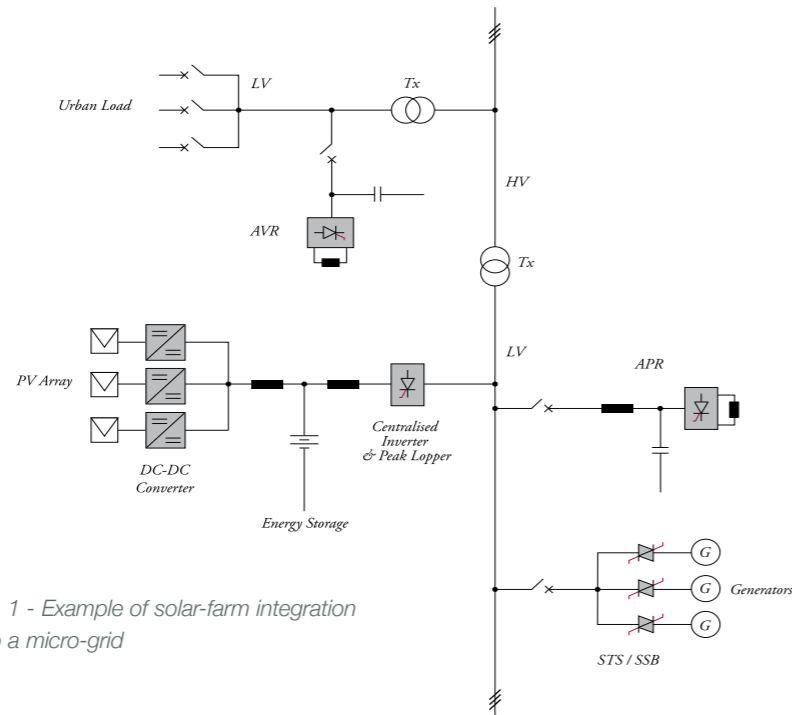 Tx
LV
Urban Load
HV
AVR
Tx
LV
APR
PV Array
Centralised
Inverter
& Peak Lopper
DC-DC
Converter
Energy Storage
G
G
Generators
G
STS / SSB
1 - Example of solar-farm integration
a micro-grid